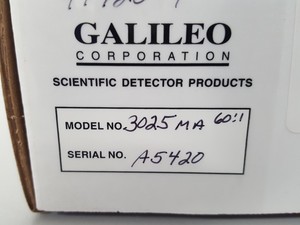 GALILEO
CORPORATION
SCIENTIFIC DETECTOR PRODUCTS
MODEL NO. 3025 MA 60:1
SERIAL NO. A5420